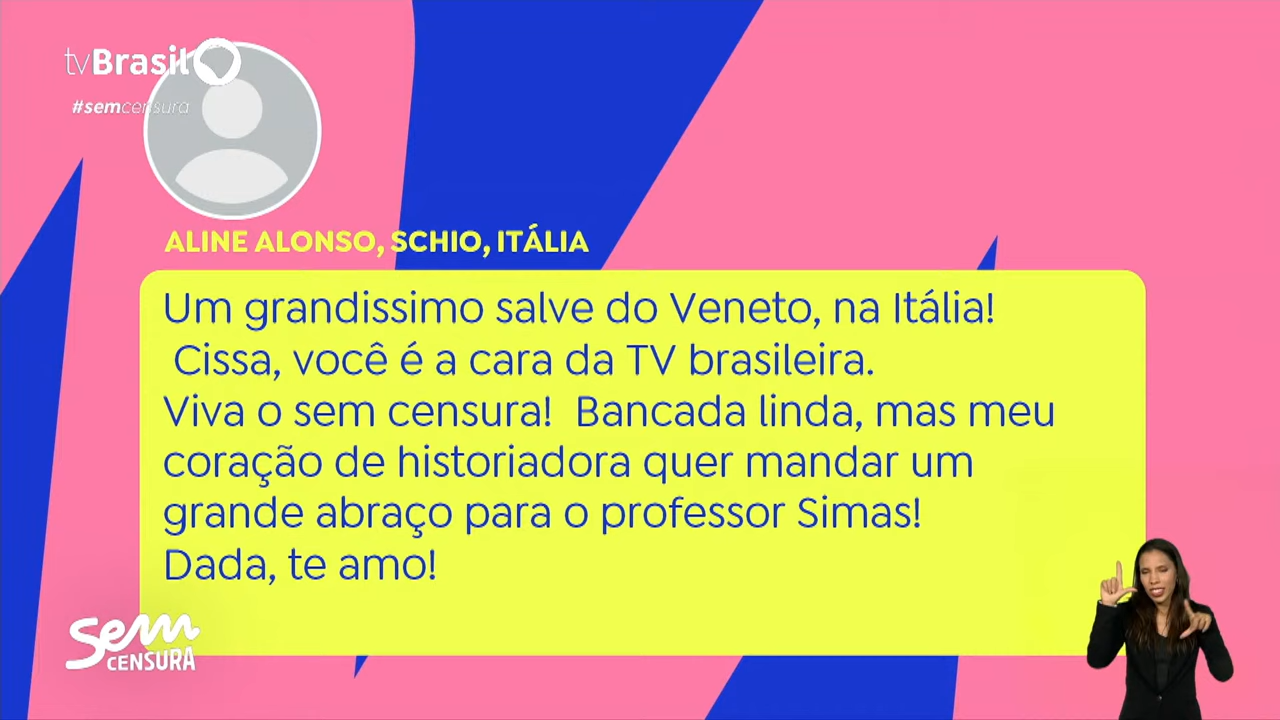 tvBrasil
#semcensura
ALINE ALONSO, SCHIO, ITÁLIA
Um grandissimo salve do Veneto, na Itália!
Cissa, você é a cara da TV brasileira.
Viva o sem censura!  Bancada linda, mas meu
coração de historiadora quer mandar um
grande abraço para o professor Simas!
Dada, te amo!
Sem
CENSURA